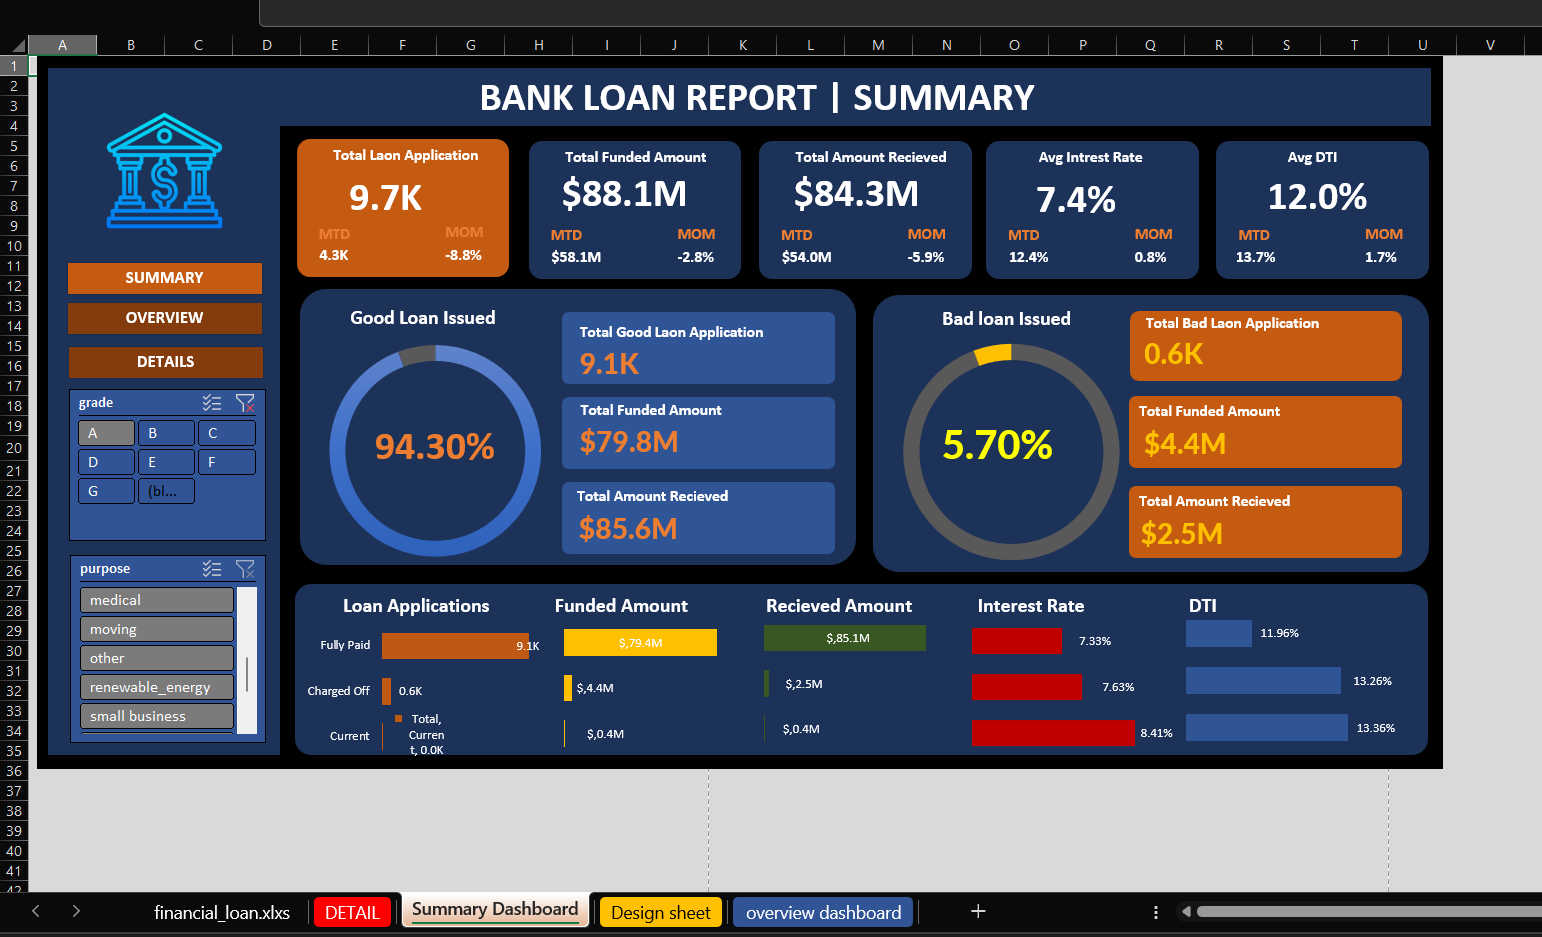 A B C D E F G H I J K L M N O P Q R S T U V
1
2
3
4
5
6
7
8
9
10
11
12
13
14
15
16
17
18
19
20
21
22
23
24
25
26
27
28
29
30
31
32
33
34
35
36
37
38
39
40
41
42
BANK LOAN REPORT | SUMMARY
SUMMARY
OVERVIEW
DETAILS
grade
A B C
D E F
G (bl...
purpose
medical
moving
other
renewable_energy
small business
Total Laon Application
9.7K
MTD MOM
4.3K -8.8%
Total Funded Amount
$88.1M
MTD MOM
$58.1M -2.8%
Total Amount Recieved
$84.3M
MTD MOM
$54.0M -5.9%
Avg Intrest Rate
7.4%
MTD MOM
12.4% 0.8%
Avg DTI
12.0%
MTD MOM
13.7% 1.7%
Good Loan Issued
94.30%
Total Good Laon Application
9.1K
Total Funded Amount
$79.8M
Total Amount Recieved
$85.6M
Bad loan Issued
5.70%
Total Bad Laon Application
0.6K
Total Funded Amount
$4.4M
Total Amount Recieved
$2.5M
Loan Applications
Fully Paid 9.1K
Charged Off 0.6K
Current
Total,
Curren
t, 0.0K
Funded Amount
$,79.4M
$,4.4M
$,0.4M
Recieved Amount
$,85.1M
$,2.5M
$,0.4M
Interest Rate
7.33%
7.63%
8.41%
DTI
11.96%
13.26%
13.36%
financial_loan.xlxs DETAIL Summary Dashboard Design sheet overview dashboard